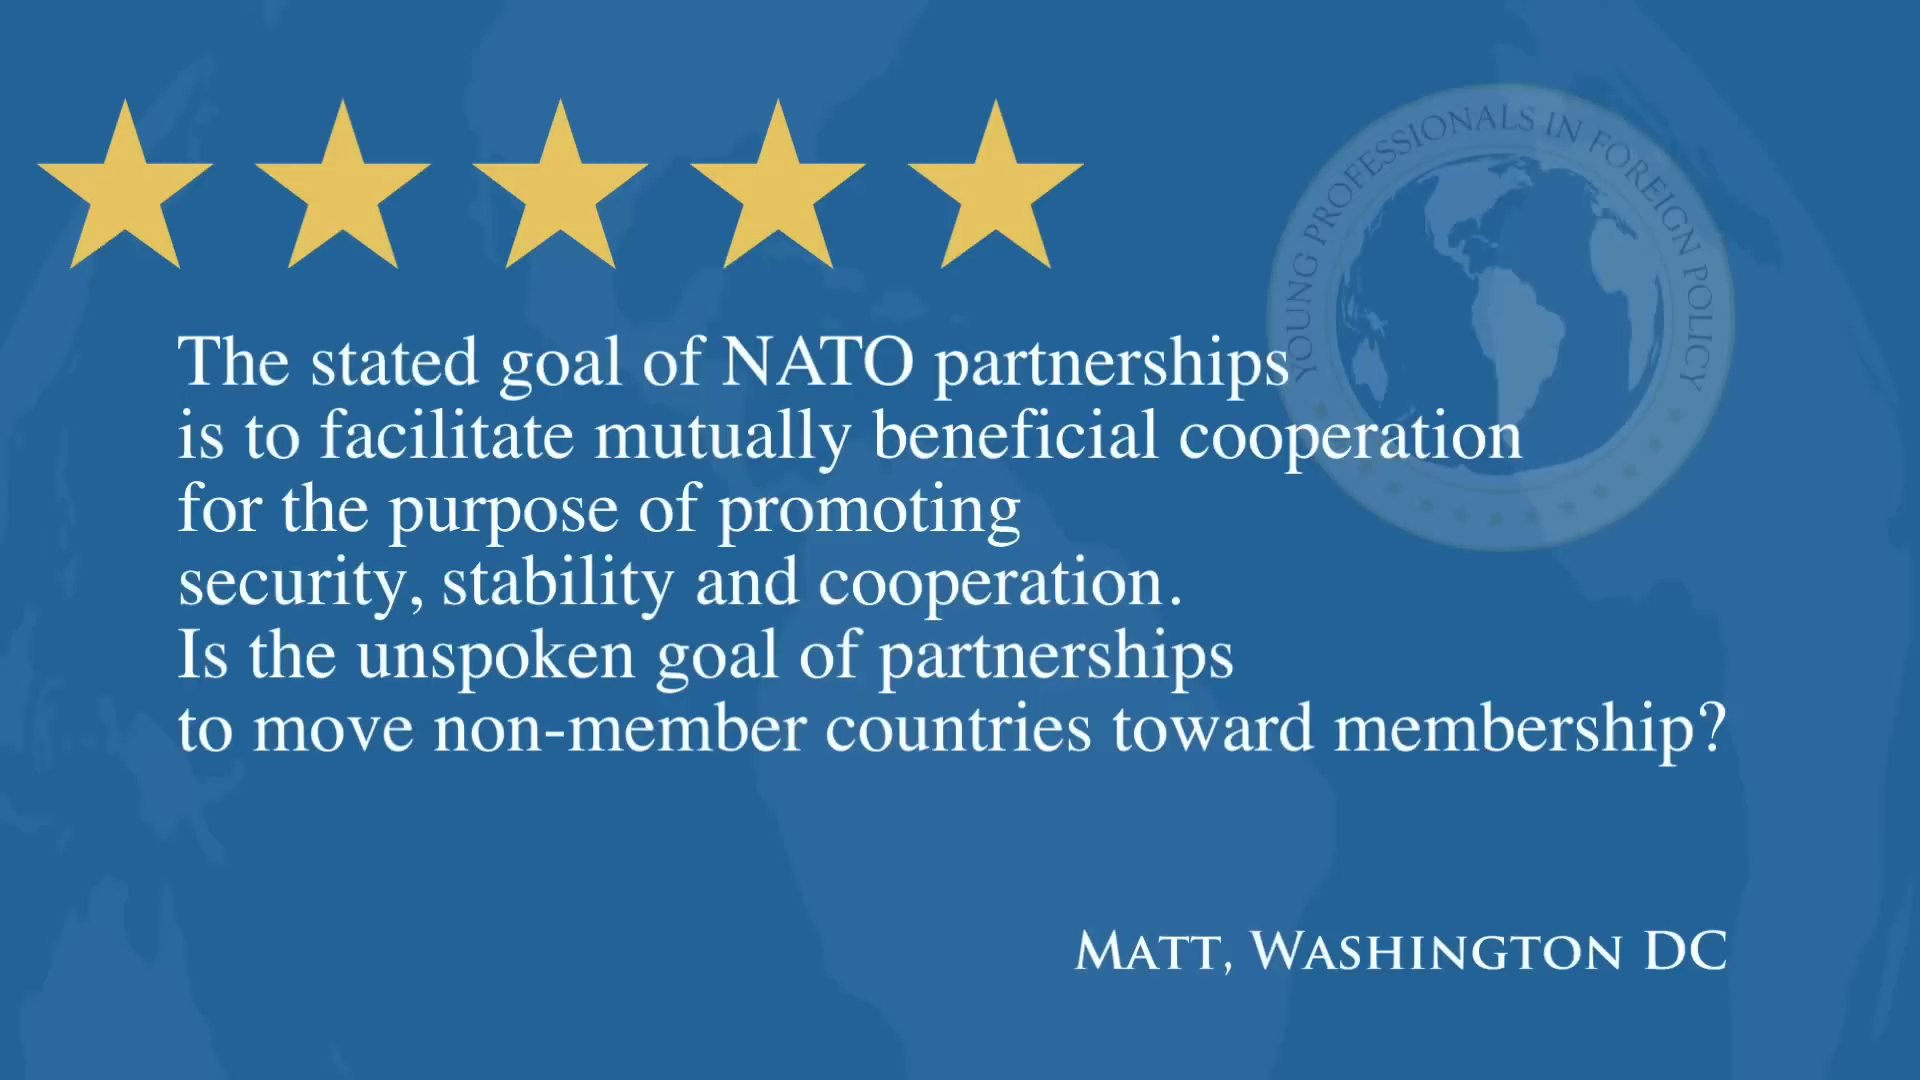 YOUNG PROFESSIONALS IN FOREIGN POLICY
The stated goal of NATO partnerships
is to facilitate mutually beneficial cooperation
for the purpose of promoting
security, stability and cooperation.
Is the unspoken goal of partnerships
to move non-member countries toward membership?
MATT, WASHINGTON DC